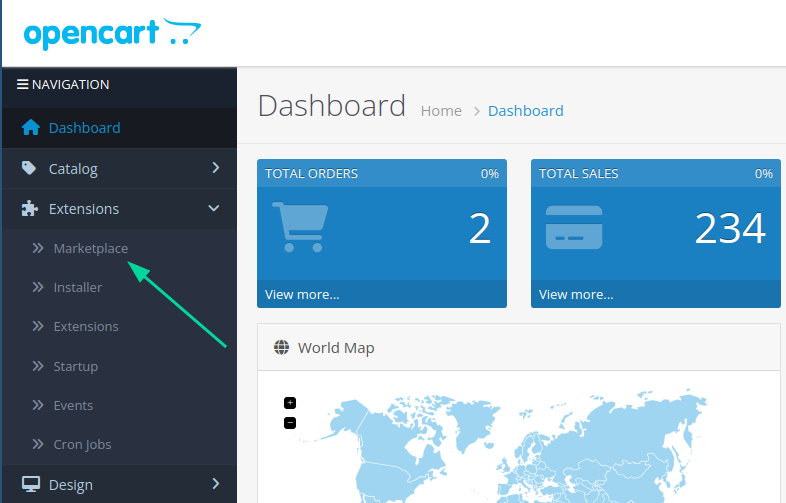 opencart
NAVIGATION
Dashboard
Catalog
Extensions
Marketplace
Installer
Extensions
Startup
Events
Cron Jobs
Design
Dashboard
Home Dashboard
TOTAL ORDERS 0%
2
View more...
TOTAL SALES 0%
234
View more...
World Map
+
−